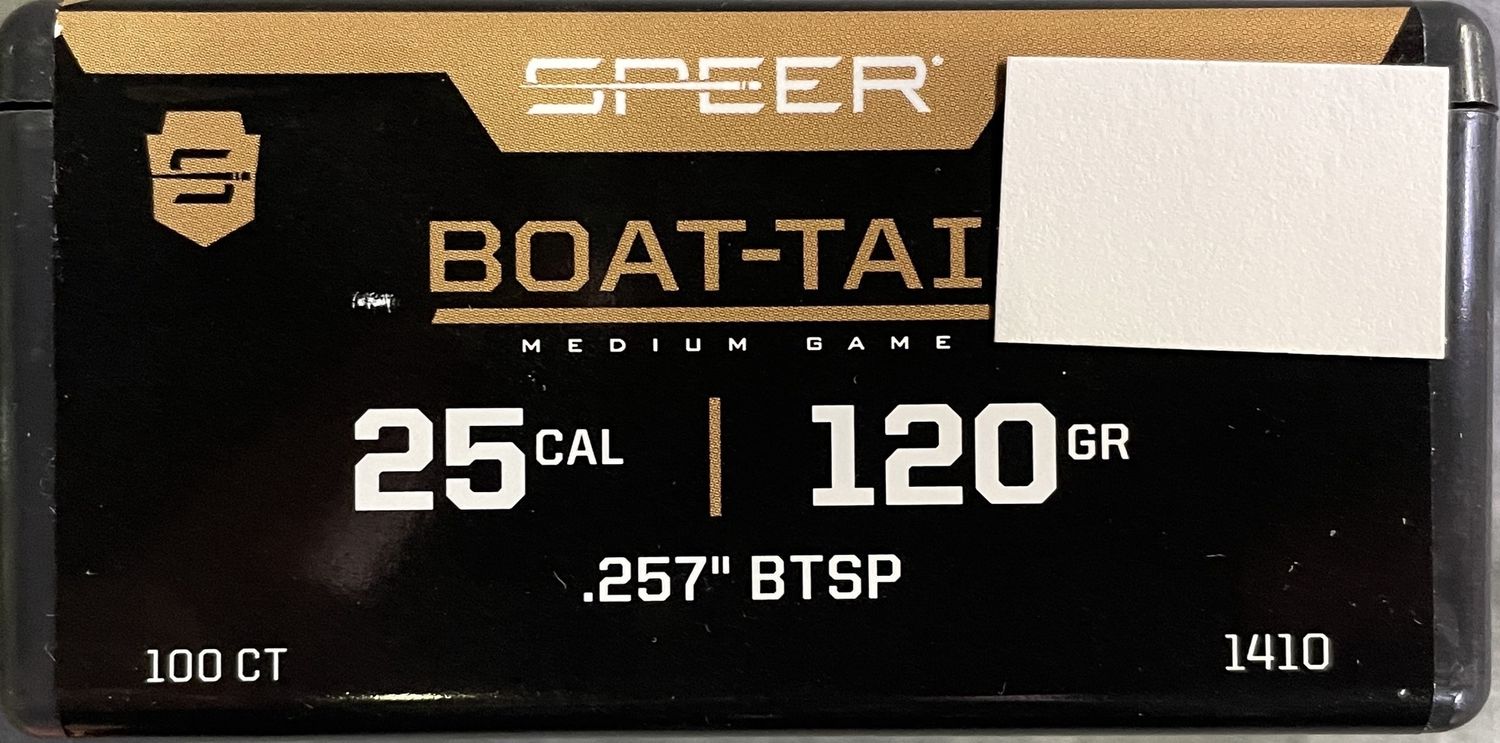 SPEER
S
BOAT-TAI
MEDIUM GAME
25 CAL | 120 GR
.257" BTSP
100 CT
1410